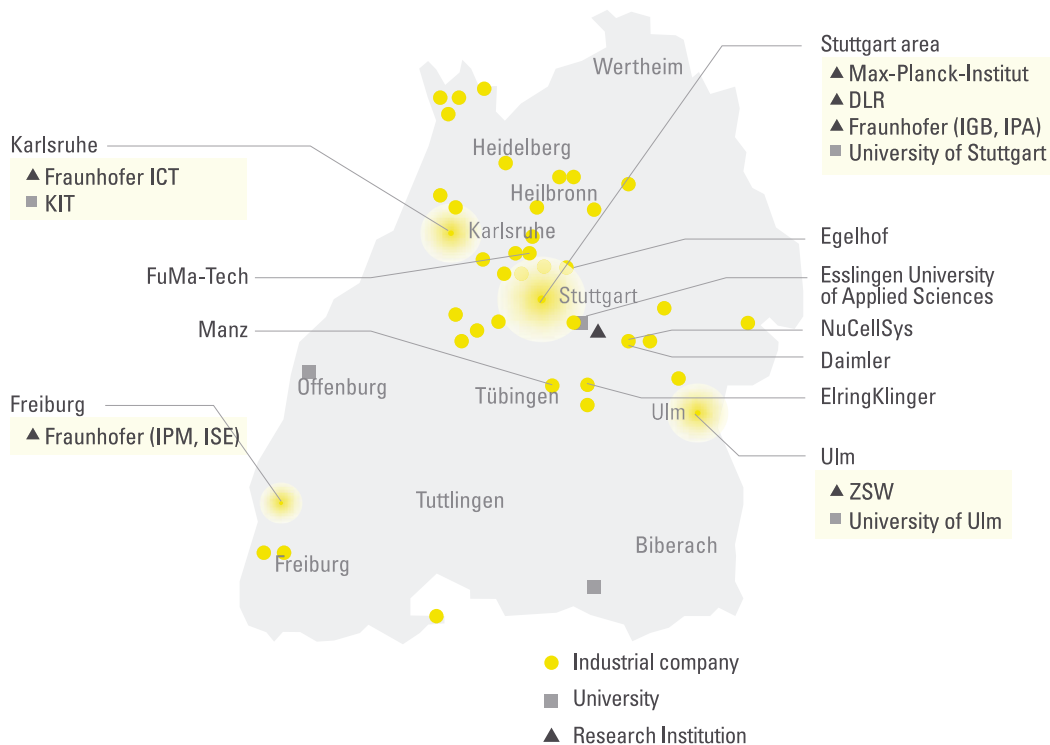 Stuttgart area
Max-Planck-Institut
DLR
Fraunhofer (IGB, IPA)
University of Stuttgart
Karlsruhe
Fraunhofer ICT
KIT
Wertheim
Heidelberg
Heilbronn
Karlsruhe
FuMa-Tech
Egelhof
Stuttgart
Esslingen University
of Applied Sciences
Manz
NuCellSys
Daimler
Offenburg
Tübingen
ElringKlinger
Freiburg
Fraunhofer (IPM, ISE)
Ulm
Ulm
ZSW
University of Ulm
Tuttlingen
Biberach
Freiburg
Industrial company
University
Research Institution